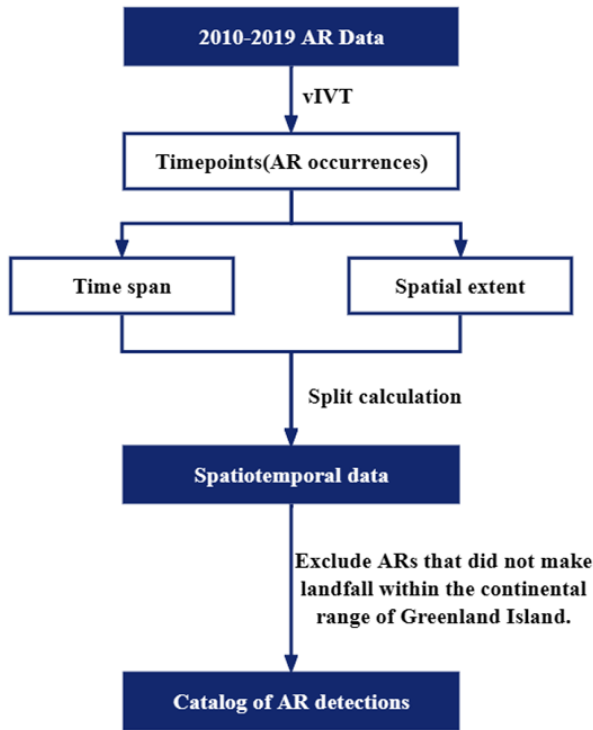 2010-2019 AR Data
vIVT
Timepoints(AR occurrences)
Time span
Spatial extent
Split calculation
Spatiotemporal data
Exclude ARs that did not make
landfall within the continental
range of Greenland Island.
Catalog of AR detections